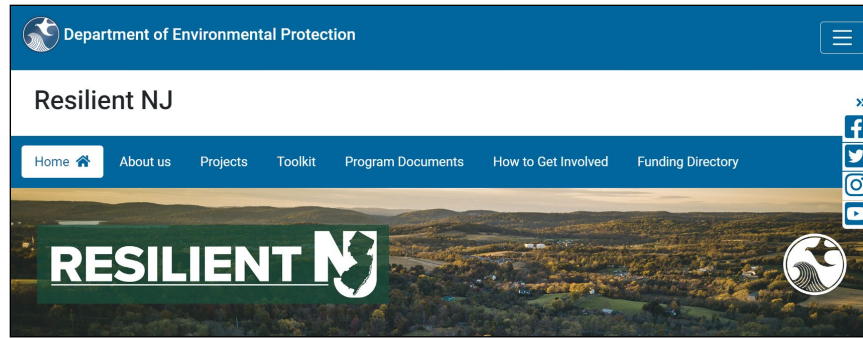 Department of Environmental Protection
Resilient NJ
Home About us Projects Toolkit Program Documents How to Get Involved Funding Directory
RESILIENT NJ